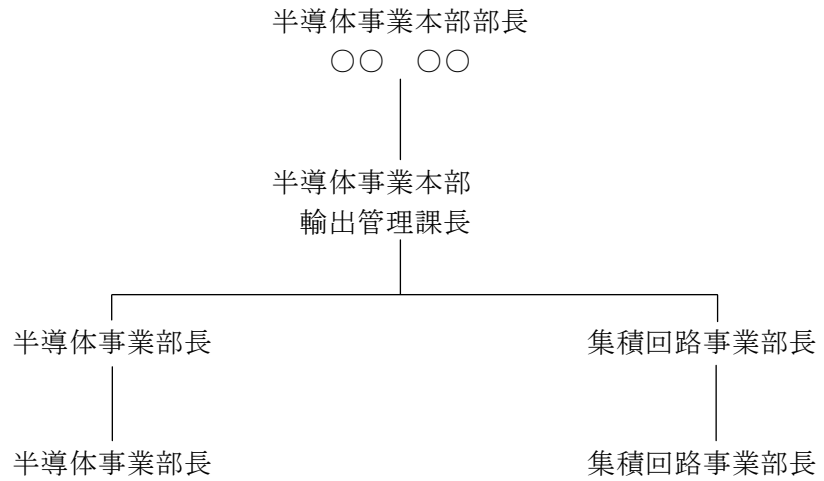 半導体事業本部部長
○○　○○
半導体事業本部
輸出管理課長
半導体事業部長
集積回路事業部長
半導体事業部長
集積回路事業部長